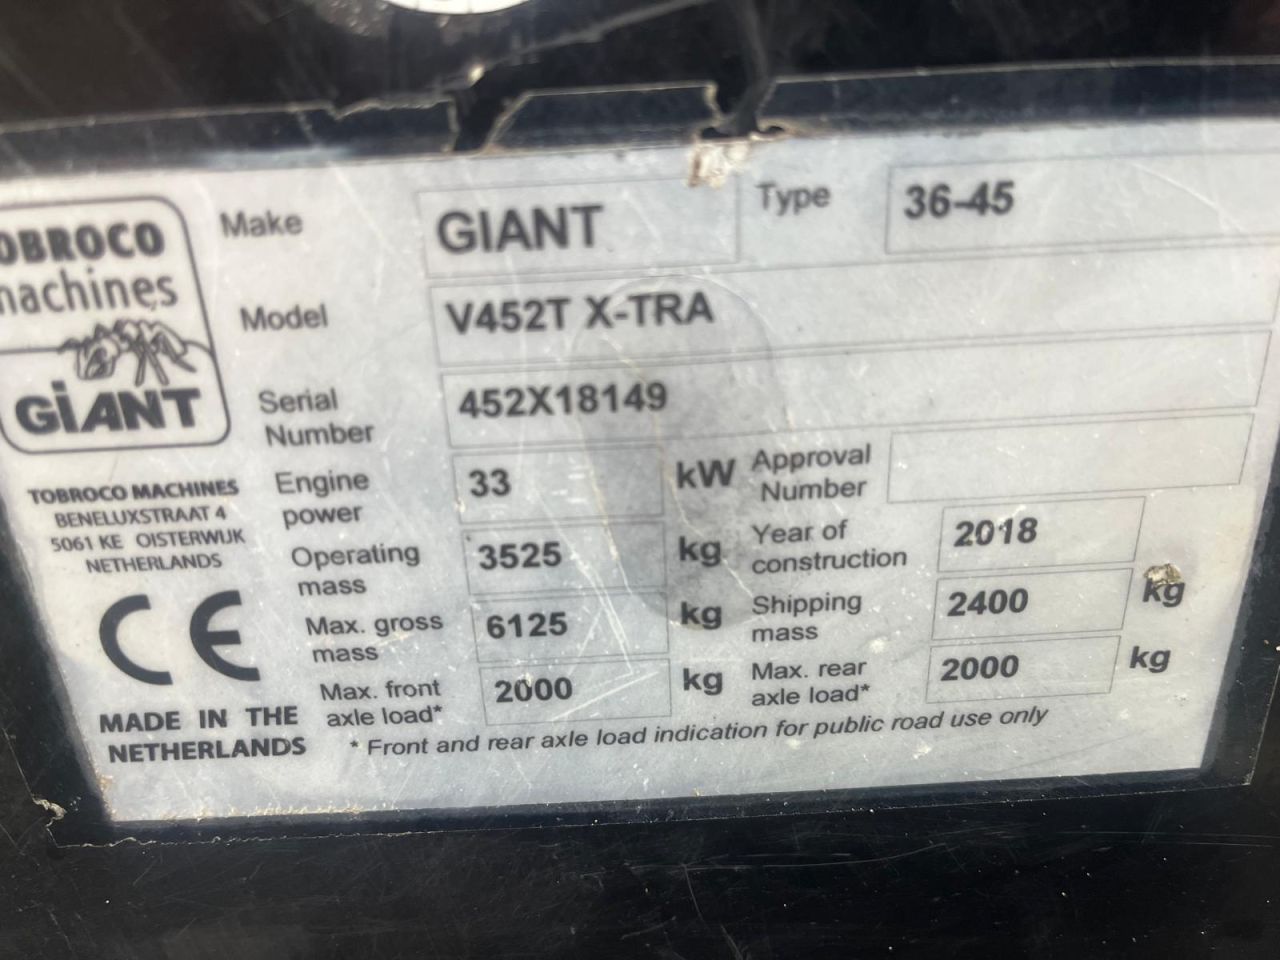 TOBROCO
machines
GiANT
TOBROCO MACHINES
BENELUXSTRAAT 4
5061 KE OISTERWIJK
NETHERLANDS
CE
MADE IN THE
NETHERLANDS
Make GIANT Type 36-45
Model V452T X-TRA
Serial
Number 452X18149
Engine
power 33 kW Approval
Number
Operating
mass 3525 kg Year of
construction 2018
Max. gross
mass 6125 kg Shipping
mass 2400 kg
Max. front
axle load* 2000 kg Max. rear
axle load* 2000 kg
* Front and rear axle load indication for public road use only